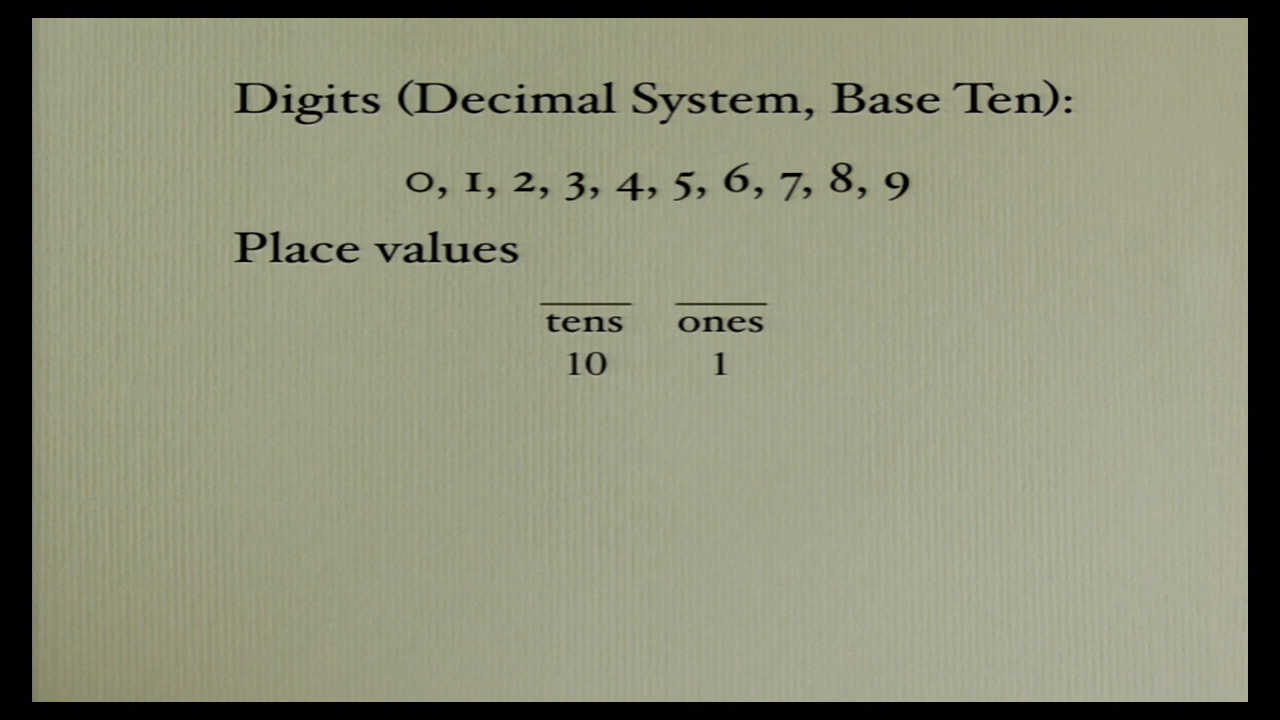 Digits (Decimal System, Base Ten):
0, 1, 2, 3, 4, 5, 6, 7, 8, 9
Place values
tens ones
10 1